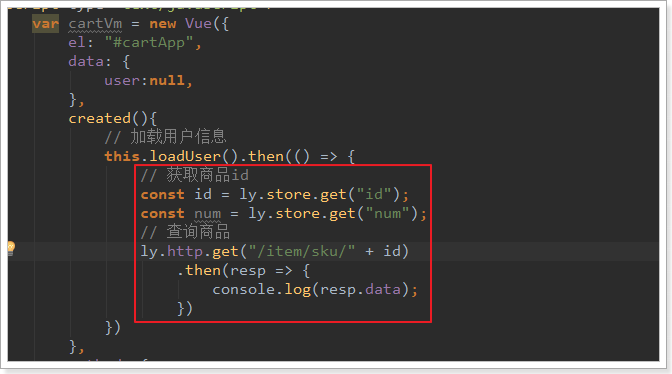 var cartVm = new Vue({
el: "#cartApp",
data: {
user:null,
},
created(){
// 加载用户信息
this.loadUser().then(() => {
// 获取商品id
const id = ly.store.get("id");
const num = ly.store.get("num");
// 查询商品
ly.http.get("/item/sku/" + id)
.then(resp => {
console.log(resp.data);
})
})
},